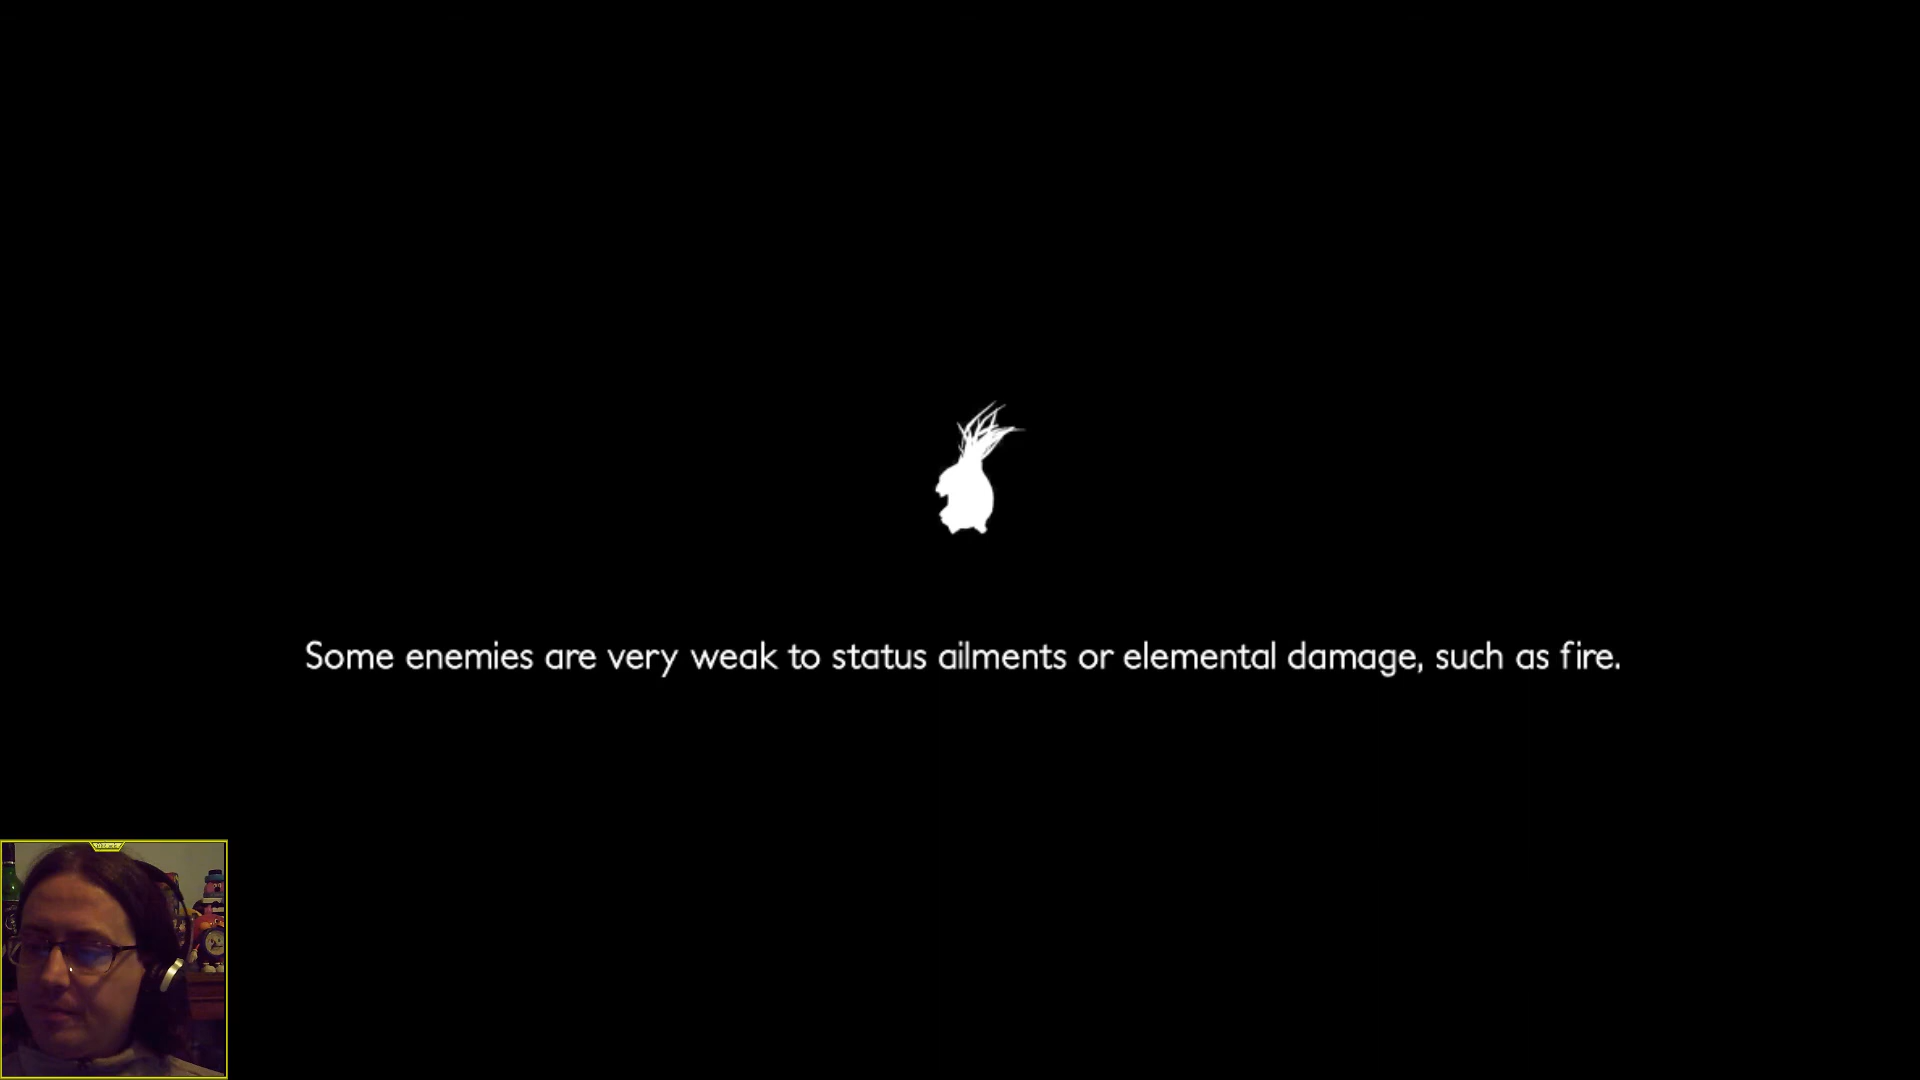 Some enemies are very weak to status ailments or elemental damage, such as fire.